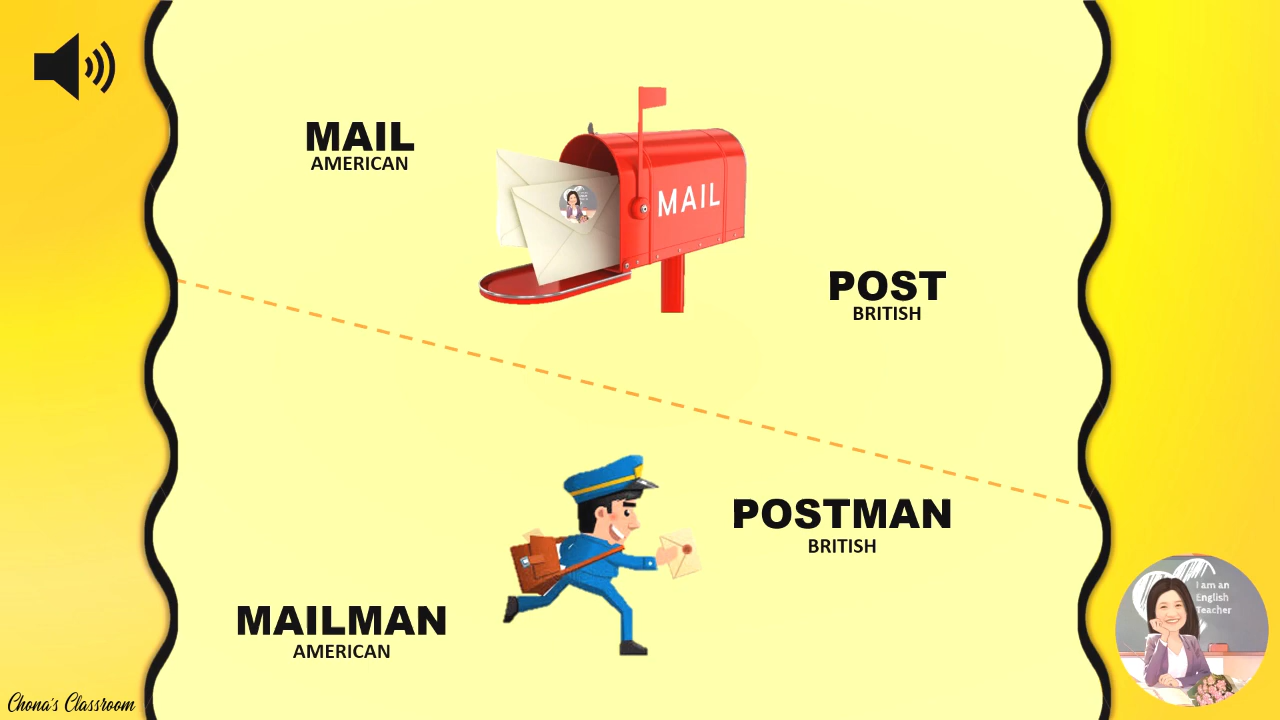 MAIL
AMERICAN
MAIL
POST
BRITISH
POSTMAN
BRITISH
MAILMAN
AMERICAN
I am an
English
Teacher
Chona's Classroom